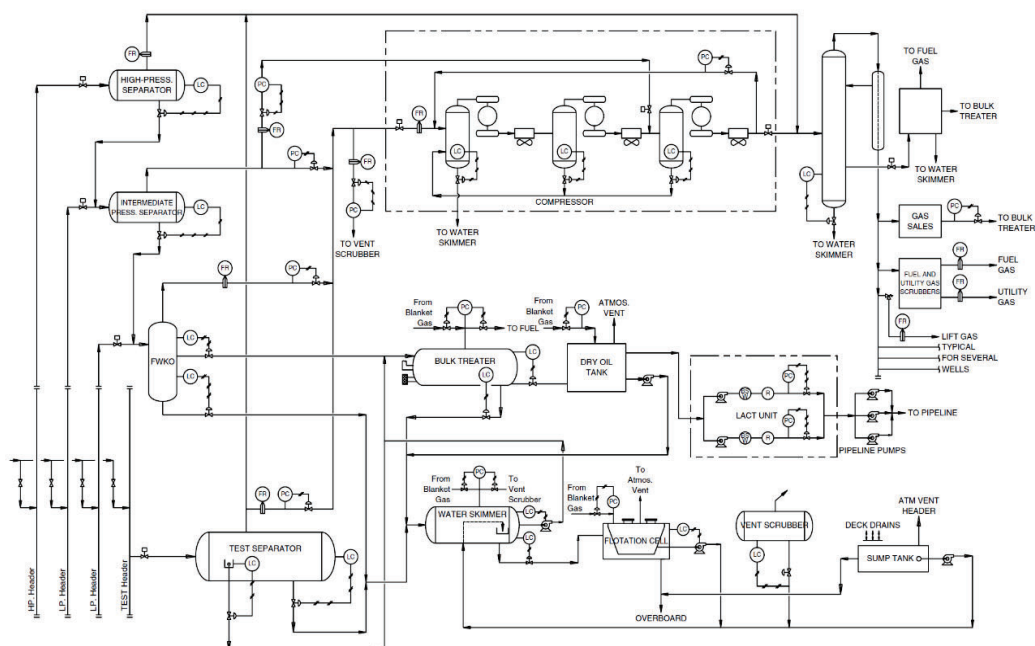 FR
HIGH-PRESS.
SEPARATOR
LC
PC
FR
PC
INTERMEDIATE
PRESS. SEPARATOR
LC
FR
PC
TO VENT
SCRUBBER
FR
PC
LC
LC
LC
COMPRESSOR
TO WATER
SKIMMER
LC
TO WATER
SKIMMER
TO FUEL
GAS
TO BULK
TREATER
TO WATER
SKIMMER
GAS
SALES
PC
TO BULK
TREATER
FUEL AND
UTILITY GAS
SCRUBBERS
FR
FUEL
GAS
FR
UTILITY
GAS
FR
LIFT GAS
TYPICAL
FOR SEVERAL
WELLS
FR
PC
FWKO
LC
LC
From
Blanket
Gas
PC
TO FUEL
BULK TREATER
LC
LC
From
Blanket
Gas
PC
ATMOS.
VENT
DRY OIL
TANK
PC
R
LACT UNIT
PC
R
TO PIPELINE
PIPELINE PUMPS
HP. Header
LP. Header
LP. Header
TEST Header
FR
PC
TEST SEPARATOR
LC
LC
From
Blanket
Gas
PC
To
Vent
Scrubber
WATER SKIMMER
LC
LC
From
Blanket
Gas
PC
To
Atmos.
Vent
FLOTATION CELL
LC
OVERBOARD
VENT SCRUBBER
LC
DECK DRAINS
ATM VENT
HEADER
SUMP TANK